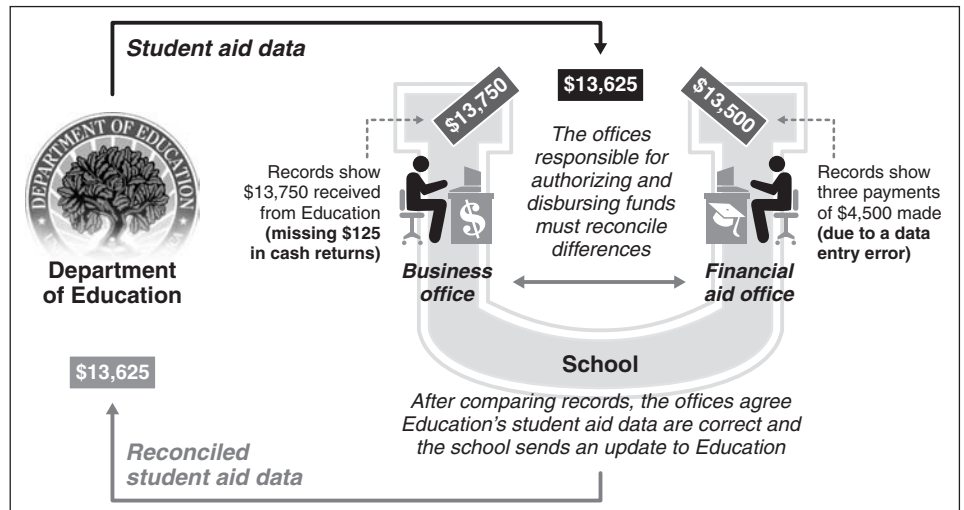 Student aid data
$13,625
$13,750
$13,500
DEPARTMENT OF EDUCATION
Records show
$13,750 received
from Education
(missing $125
in cash returns)
The offices
responsible for
authorizing and
disbursing funds
must reconcile
differences
Records show
three payments
of $4,500 made
(due to a data
entry error)
$
Department
of Education
Business
office
Financial
aid office
School
$13,625
After comparing records, the offices agree
Education's student aid data are correct and
the school sends an update to Education
Reconciled
student aid data